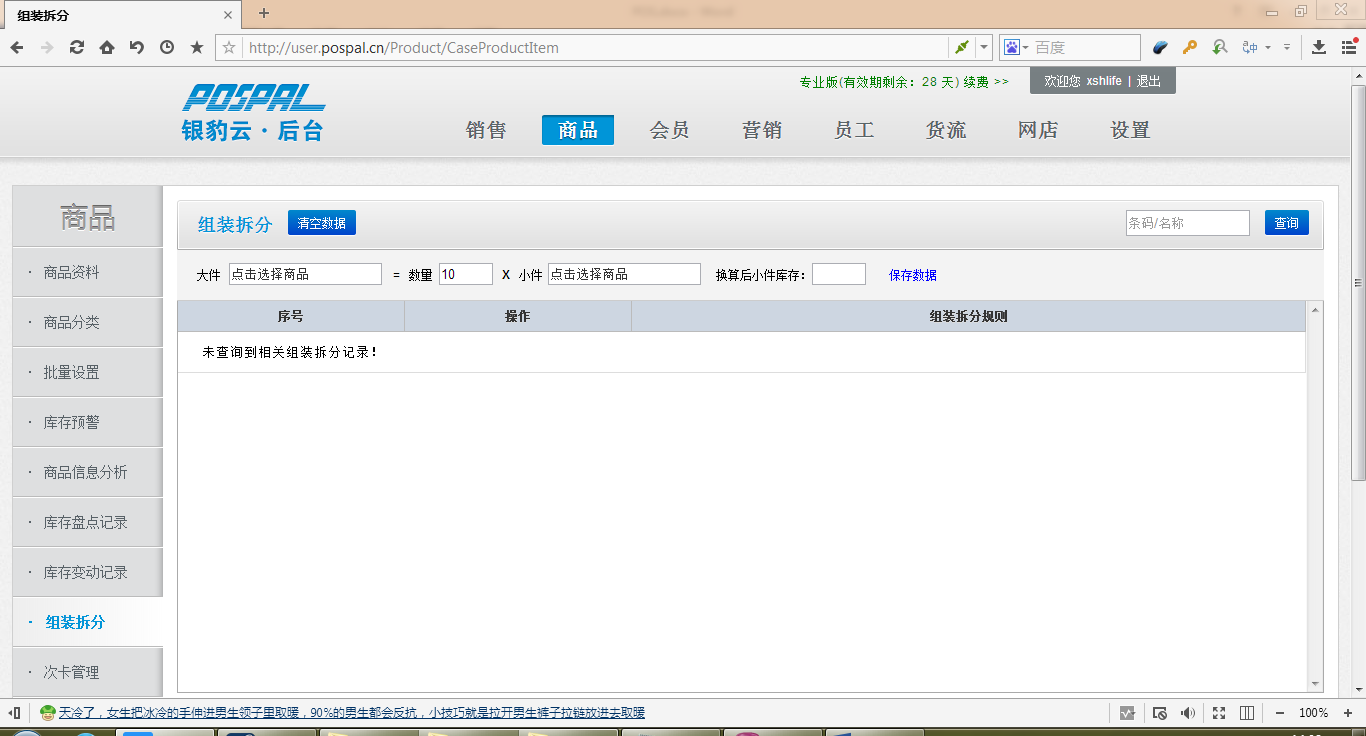 组装拆分
http://user.pospal.cn/Product/CaseProductItem
百度
专业版(有效期剩余：28 天) 续费 >>
欢迎您 xshlife | 退出
POSPAL
银豹云·后台
销售 商品 会员 营销 员工 货流 网店 设置
商品
· 商品资料
· 商品分类
· 批量设置
· 库存预警
· 商品信息分析
· 库存盘点记录
· 库存变动记录
· 组装拆分
· 次卡管理
组装拆分 清空数据 条码/名称 查询
大件 点击选择商品 = 数量 10 X 小件 点击选择商品 换算后小件库存： 保存数据
序号 操作 组装拆分规则
未查询到相关组装拆分记录！
天冷了，女生把冰冷的手伸进男生领子里取暖，90%的男生都会反抗，小技巧就是拉开男生裤子拉链放进去取暖
100%